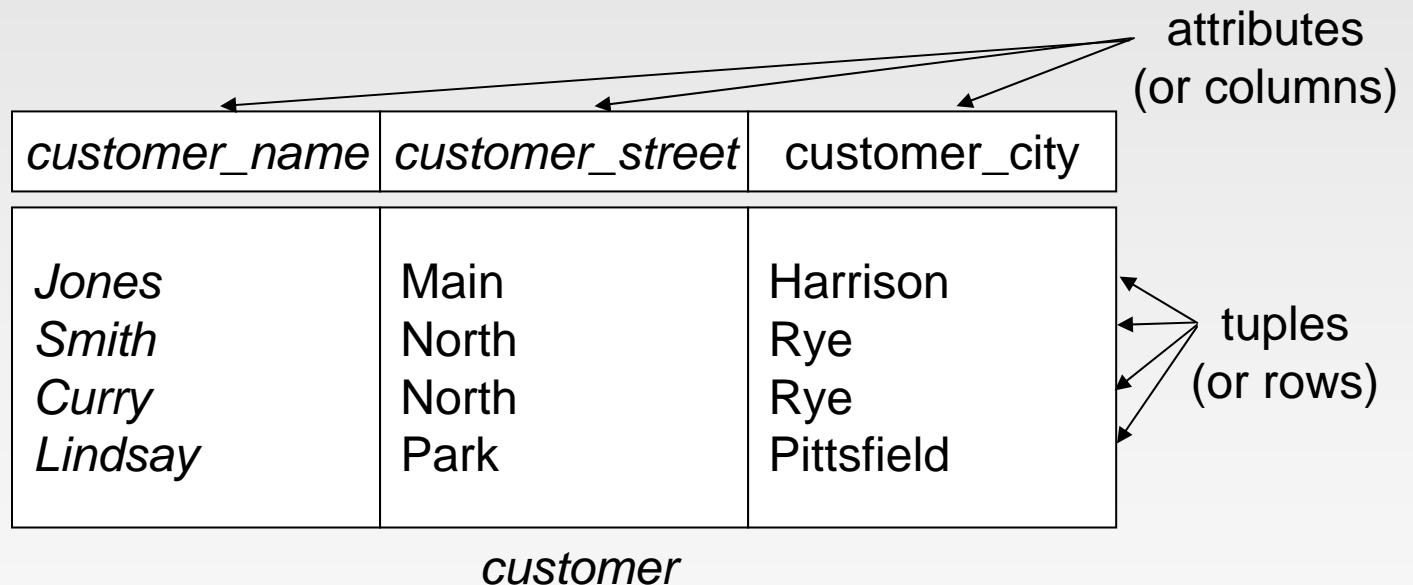 attributes
(or columns)
customer_name customer_street customer_city
Jones Main Harrison
Smith North Rye
Curry North Rye
Lindsay Park Pittsfield
tuples
(or rows)
customer